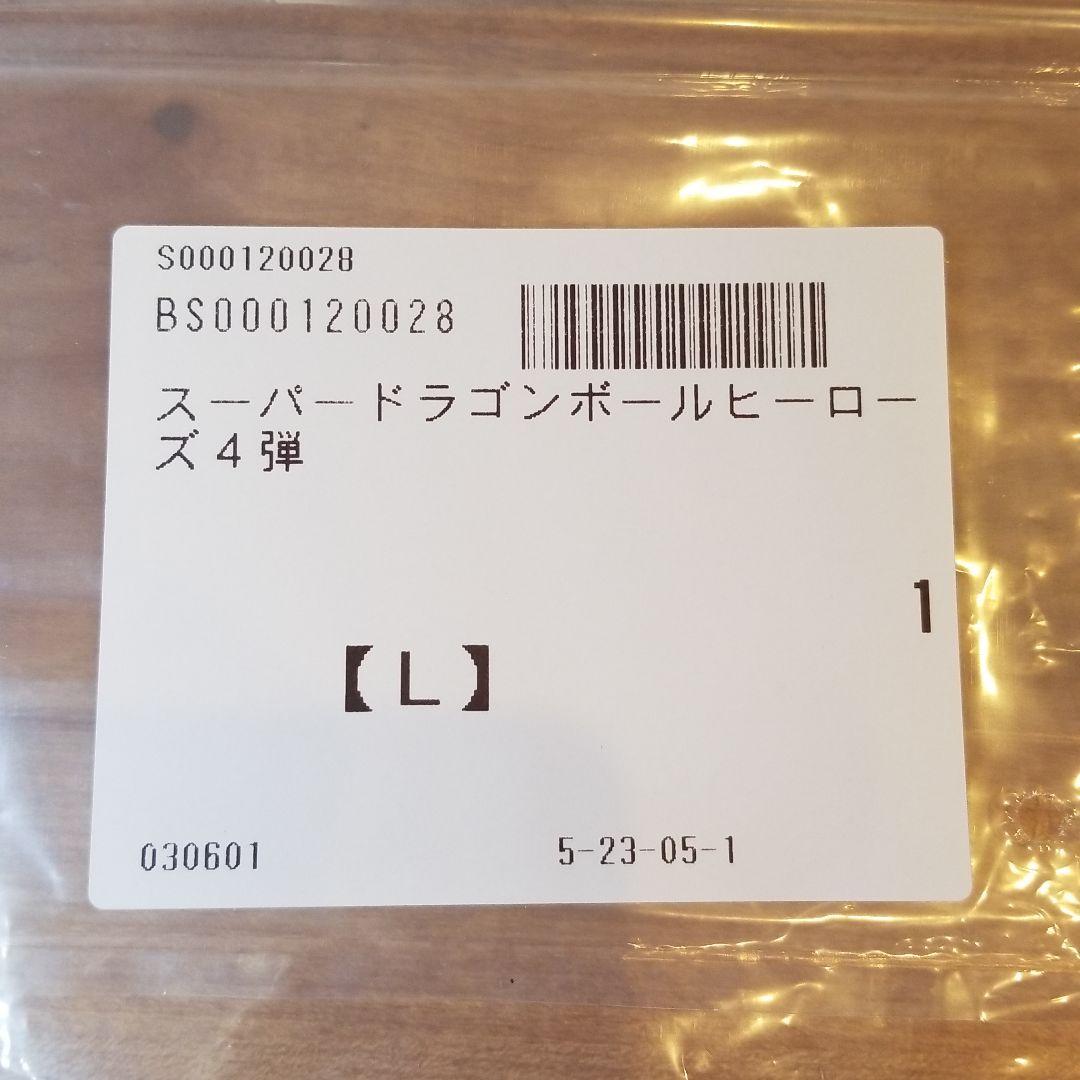 S000120028
BS000120028
スーパードラゴンボールヒーロー
ズ4弾
1
【L】
030601
5-23-05-1